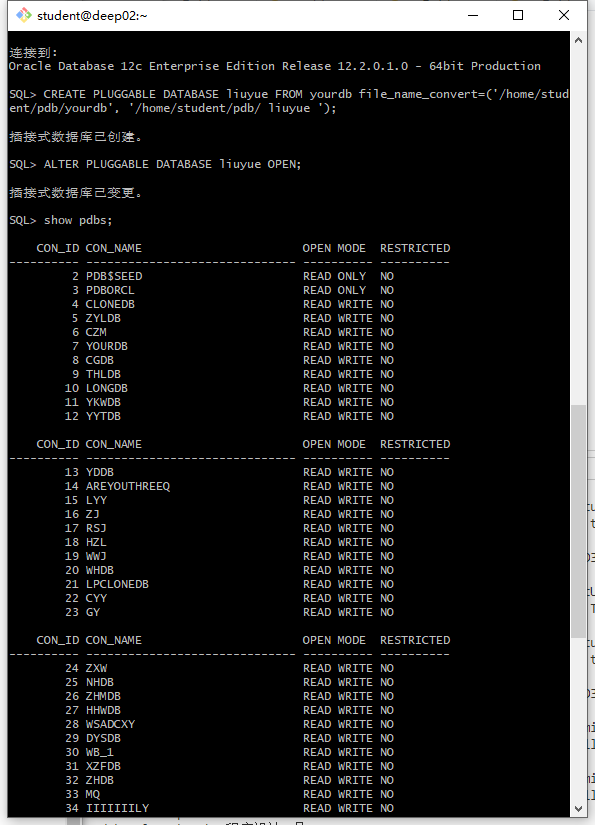 student@deep02:~
连接到:
Oracle Database 12c Enterprise Edition Release 12.2.0.1.0 - 64bit Production
SQL> CREATE PLUGGABLE DATABASE liuyue FROM yourdb file_name_convert=('/home/stud
ent/pdb/yourdb', '/home/student/pdb/ liuyue ');
插接式数据库已创建。
SQL> ALTER PLUGGABLE DATABASE liuyue OPEN;
插接式数据库已变更。
SQL> show pdbs;
CON_ID CON_NAME OPEN MODE RESTRICTED
---------- ------------------------------ ---------- ----------
2 PDB$SEED READ ONLY NO
3 PDBORCL READ ONLY NO
4 CLONEDB READ WRITE NO
5 ZYLDB READ WRITE NO
6 CZM READ WRITE NO
7 YOURDB READ WRITE NO
8 CGDB READ WRITE NO
9 THLDB READ WRITE NO
10 LONGDB READ WRITE NO
11 YKWDB READ WRITE NO
12 YYTDB READ WRITE NO
CON_ID CON_NAME OPEN MODE RESTRICTED
---------- ------------------------------ ---------- ----------
13 YDDB READ WRITE NO
14 AREYOUTHREEQ READ WRITE NO
15 LYY READ WRITE NO
16 ZJ READ WRITE NO
17 RSJ READ WRITE NO
18 HZL READ WRITE NO
19 WWJ READ WRITE NO
20 WHDB READ WRITE NO
21 LPCLONEDB READ WRITE NO
22 CYY READ WRITE NO
23 GY READ WRITE NO
CON_ID CON_NAME OPEN MODE RESTRICTED
---------- ------------------------------ ---------- ----------
24 ZXW READ WRITE NO
25 NHDB READ WRITE NO
26 ZHMDB READ WRITE NO
27 HHWDB READ WRITE NO
28 WSADCXY READ WRITE NO
29 DYSDB READ WRITE NO
30 WB_1 READ WRITE NO
31 XZFDB READ WRITE NO
32 ZHDB READ WRITE NO
33 MQ READ WRITE NO
34 IIIIIIILY READ WRITE NO